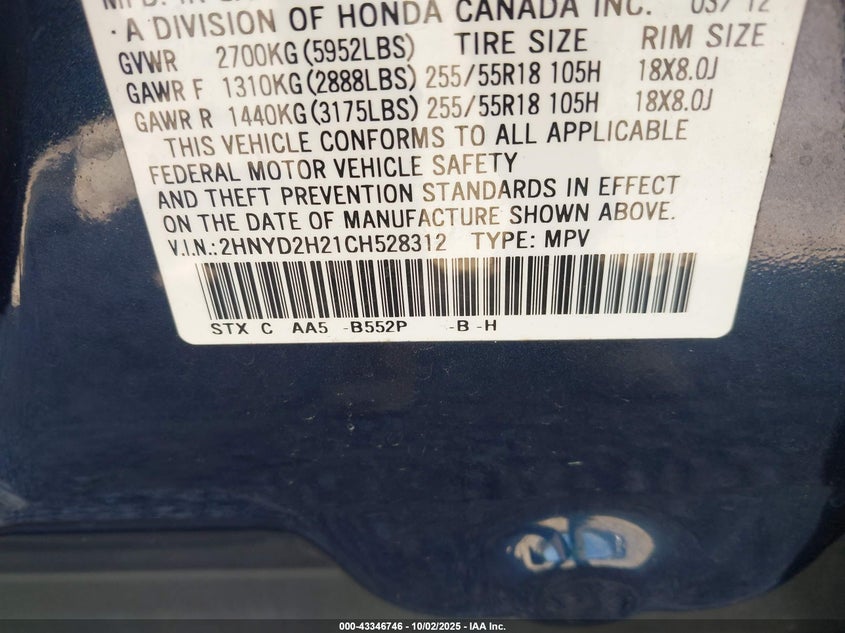 · A DIVISION OF HONDA CANADA INC. 03/12
GVWR 2700KG(5952LBS) TIRE SIZE RIM SIZE
GAWR F 1310KG(2888LBS) 255/55R18 105H 18X8.0J
GAWR R 1440KG(3175LBS) 255/55R18 105H 18X8.0J
THIS VEHICLE CONFORMS TO ALL APPLICABLE
FEDERAL MOTOR VEHICLE SAFETY
AND THEFT PREVENTION STANDARDS IN EFFECT
ON THE DATE OF MANUFACTURE SHOWN ABOVE.
V.I.N.:2HNYD2H21CH528312 TYPE: MPV
STX C AA5 -B552P -B -H
000-43346746 - 10/02/2025 - IAA Inc.